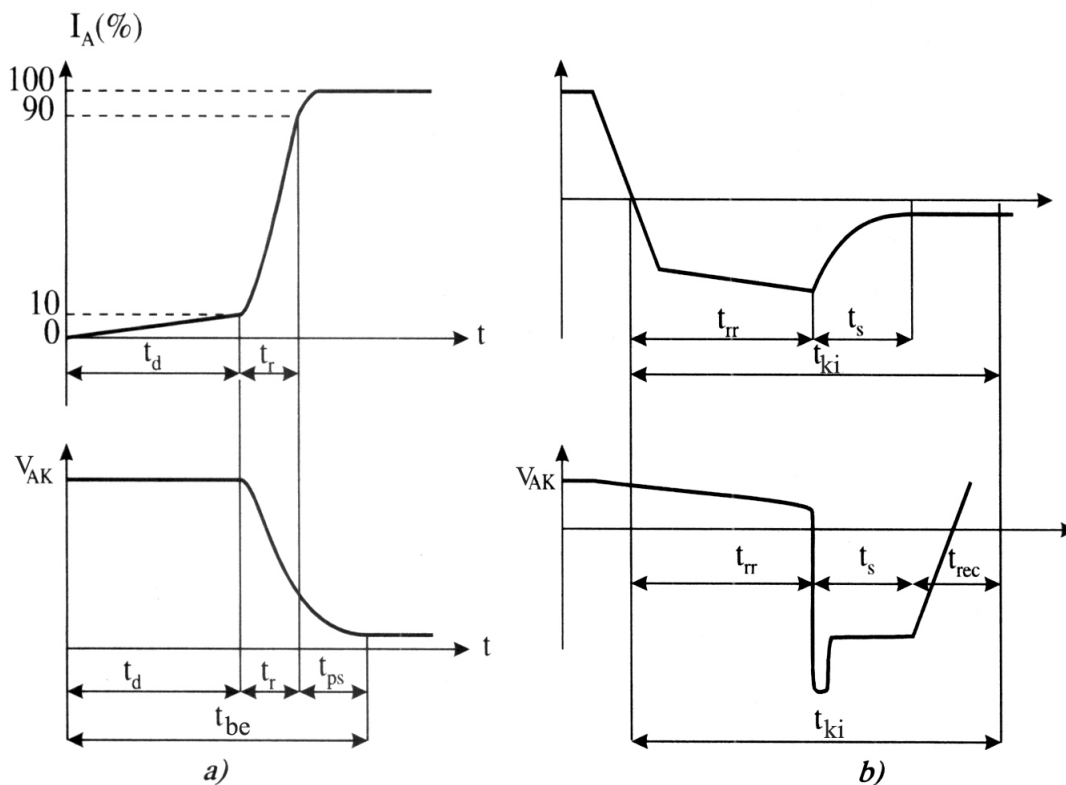 I_A(%)
100
90
10
0
t
t_d
t_r
V_AK
t
t_d
t_r
t_ps
t_be
a)
t_rr
t_s
t_ki
V_AK
t_rr
t_s
t_rec
t_ki
b)